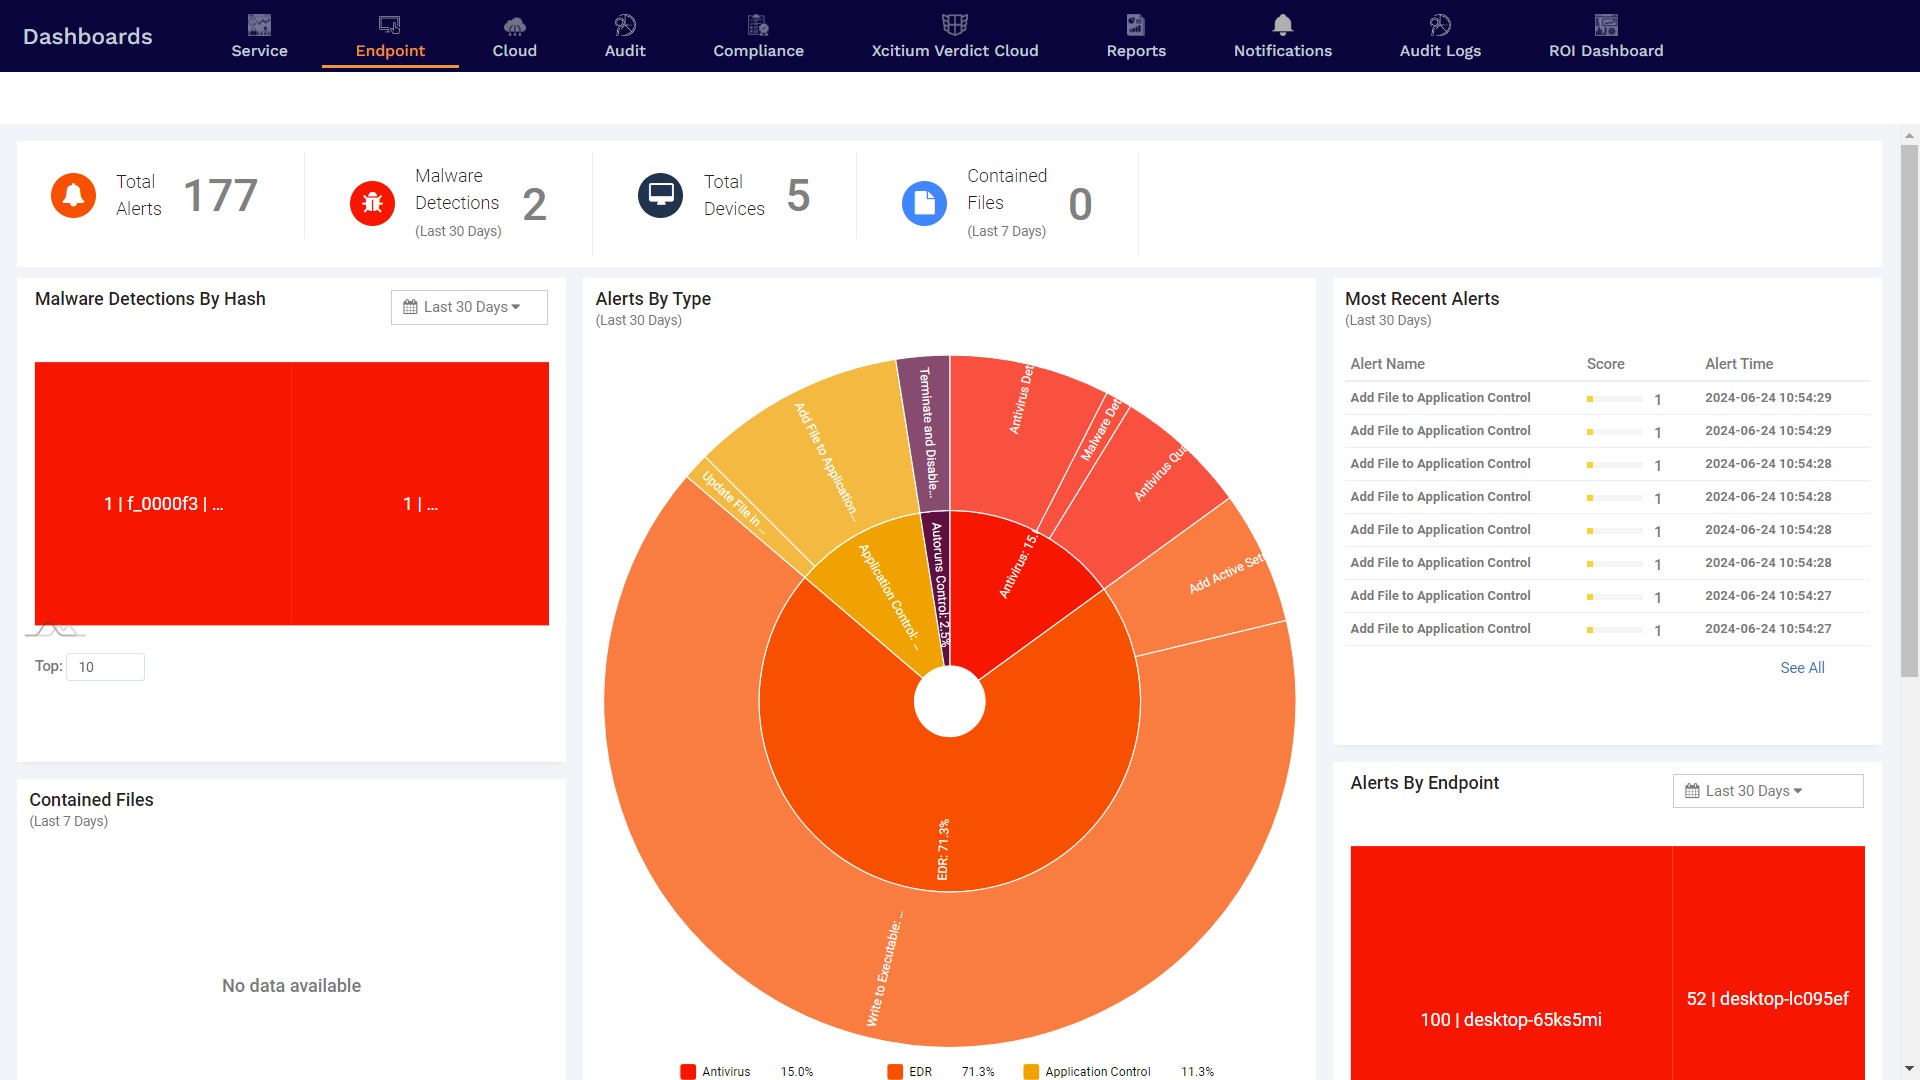 Dashboards
Service
Endpoint
Cloud
Audit
Compliance
Xcitium Verdict Cloud
Reports
Notifications
Audit Logs
ROI Dashboard
Total
Alerts
177
Malware
Detections
(Last 30 Days)
2
Total
Devices
5
Contained
Files
(Last 7 Days)
0
Malware Detections By Hash
Last 30 Days
1 | f_0000f3 | ...
1 | ...
Top: 10
Contained Files
(Last 7 Days)
No data available
Alerts By Type
(Last 30 Days)
Terminate and Disable...
Antivirus Det
Malware Det
Antivirus Qua
Add Active Set
Add File to Application...
Update File in ...
Application Control: ...
Autoruns Control: 2.5%
Antivirus: 15.
EDR: 71.3%
Write to Executable: ...
Antivirus 15.0%
EDR 71.3%
Application Control 11.3%
Most Recent Alerts
(Last 30 Days)
Alert Name Score Alert Time
Add File to Application Control 1 2024-06-24 10:54:29
Add File to Application Control 1 2024-06-24 10:54:29
Add File to Application Control 1 2024-06-24 10:54:28
Add File to Application Control 1 2024-06-24 10:54:28
Add File to Application Control 1 2024-06-24 10:54:28
Add File to Application Control 1 2024-06-24 10:54:28
Add File to Application Control 1 2024-06-24 10:54:27
Add File to Application Control 1 2024-06-24 10:54:27
See All
Alerts By Endpoint
Last 30 Days
100 | desktop-65ks5mi
52 | desktop-lc095ef